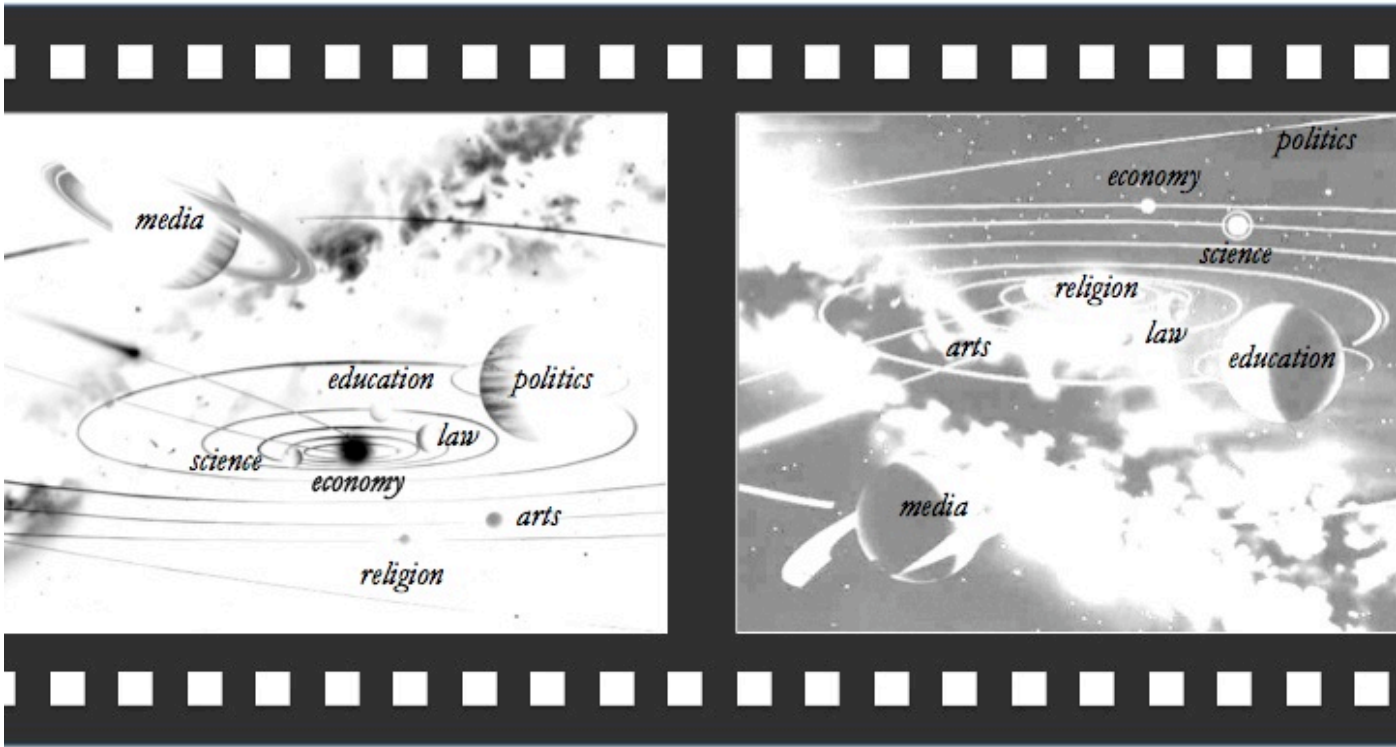 media
education
politics
law
science
economy
arts
religion
politics
economy
science
religion
law
arts
education
media